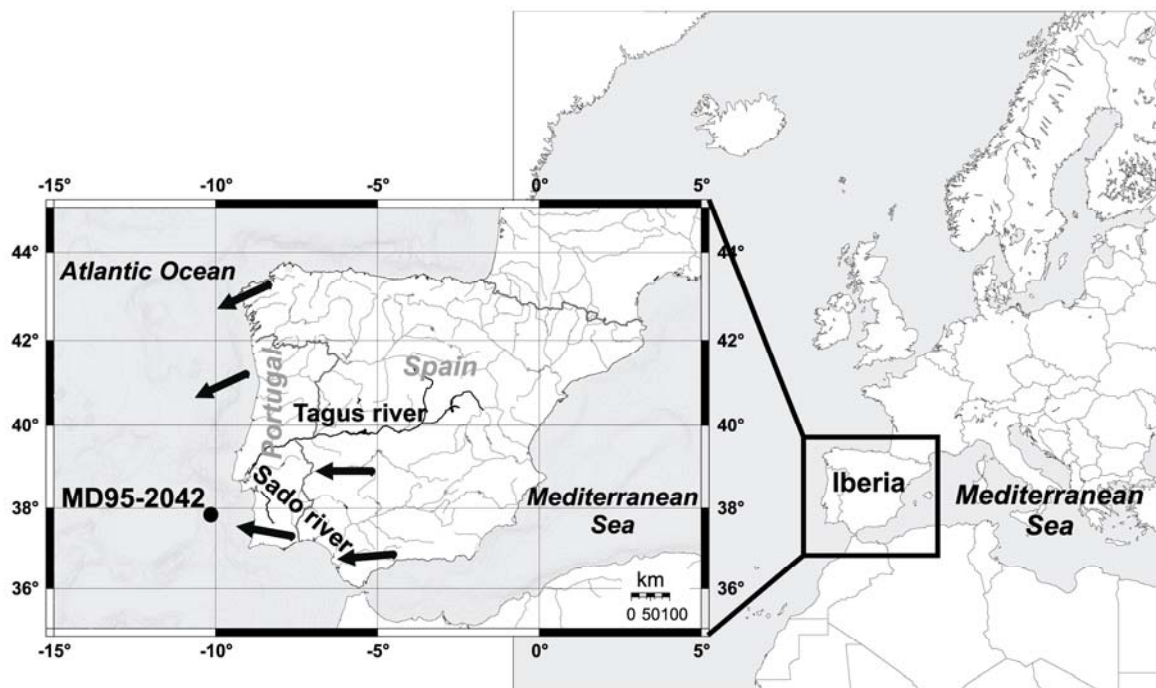 -15°
-10°
-5°
0°
5°
44°
44°
Atlantic Ocean
42°
42°
Portugal
Spain
Tagus river
40°
40°
Sado river
MD95-2042
38°
38°
Mediterranean
Sea
36°
36°
km
0 50100
-15°
-10°
-5°
0°
5°
Iberia
Mediterranean
Sea